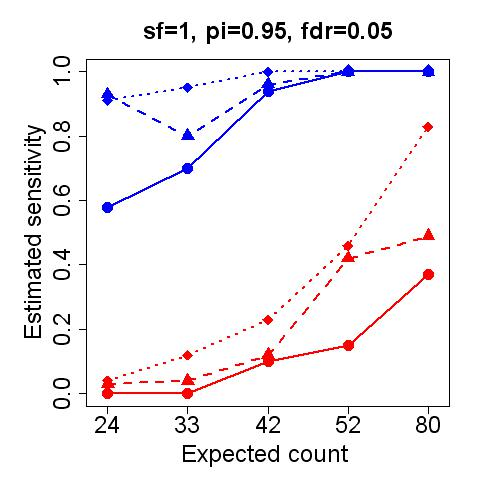 sf=1, pi=0.95, fdr=0.05
Estimated sensitivity
1.0
0.8
0.6
0.4
0.2
0.0
24 33 42 52 80
Expected count